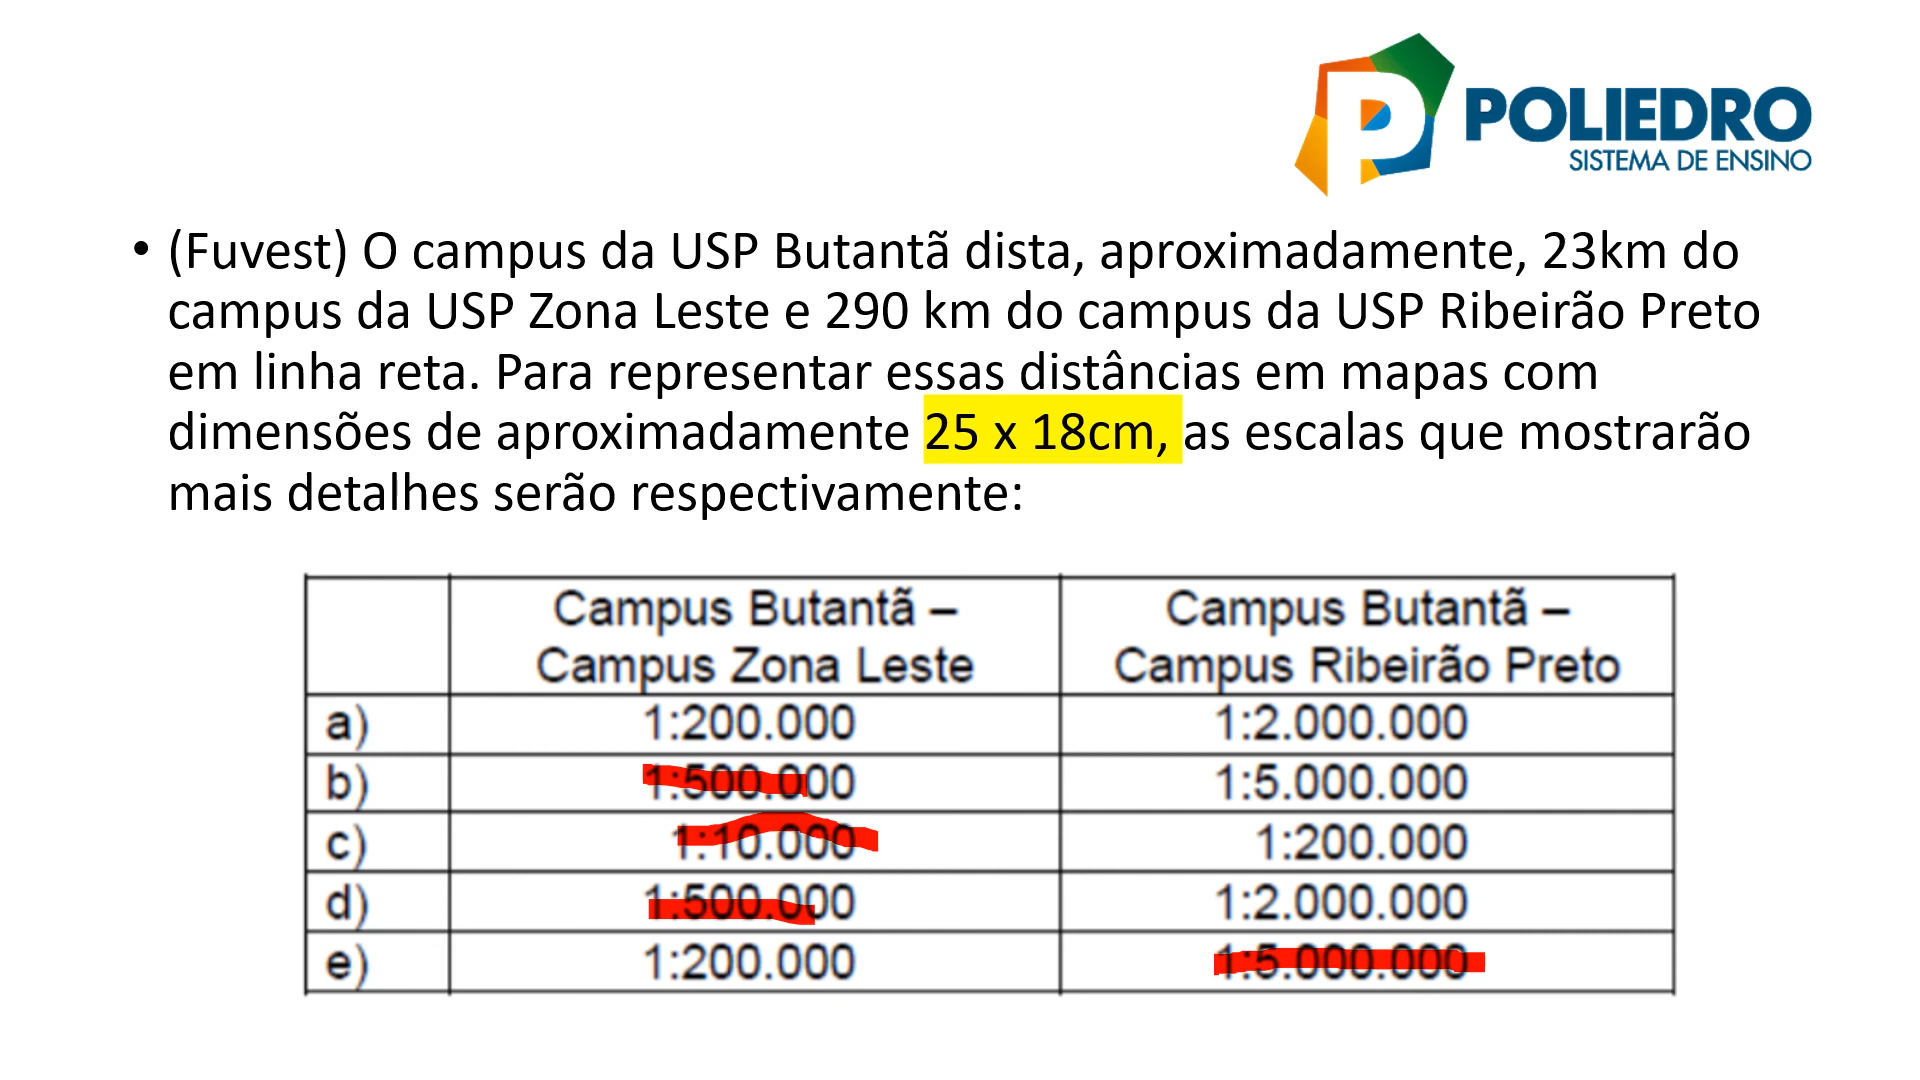 POLIEDRO
SISTEMA DE ENSINO
• (Fuvest) O campus da USP Butantã dista, aproximadamente, 23km do
campus da USP Zona Leste e 290 km do campus da USP Ribeirão Preto
em linha reta. Para representar essas distâncias em mapas com
dimensões de aproximadamente 25 x 18cm, as escalas que mostrarão
mais detalhes serão respectivamente:
Campus Butantã – Campus Butantã –
Campus Zona Leste Campus Ribeirão Preto
a) 1:200.000 1:2.000.000
b) 1:500.000 1:5.000.000
c) 1:10.000 1:200.000
d) 1:500.000 1:2.000.000
e) 1:200.000 1:5.000.000